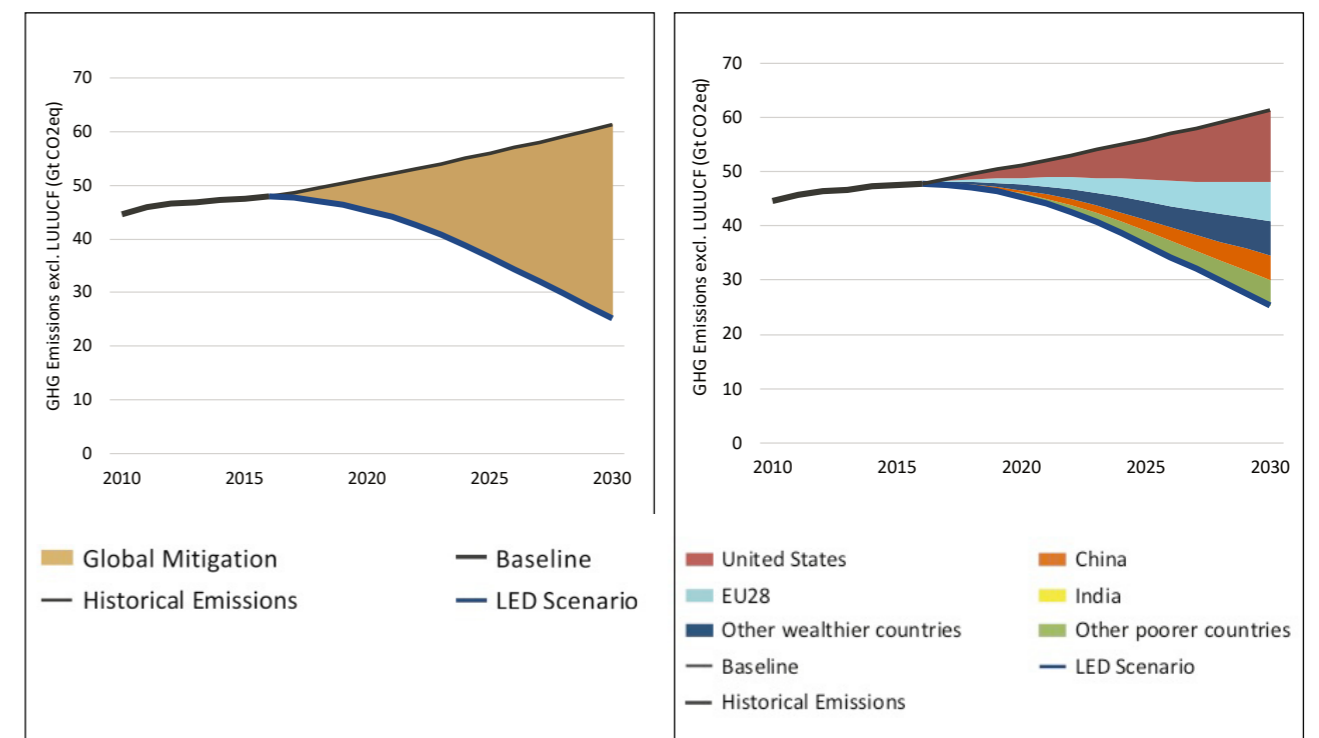 GHG Emissions excl. LULUCF (Gt CO2eq)
70
60
50
40
30
20
10
0
2010 2015 2020 2025 2030
Global Mitigation Baseline
Historical Emissions LED Scenario
GHG Emissions excl. LULUCF (Gt CO2eq)
70
60
50
40
30
20
10
0
2010 2015 2020 2025 2030
United States China
EU28 India
Other wealthier countries Other poorer countries
Baseline LED Scenario
Historical Emissions